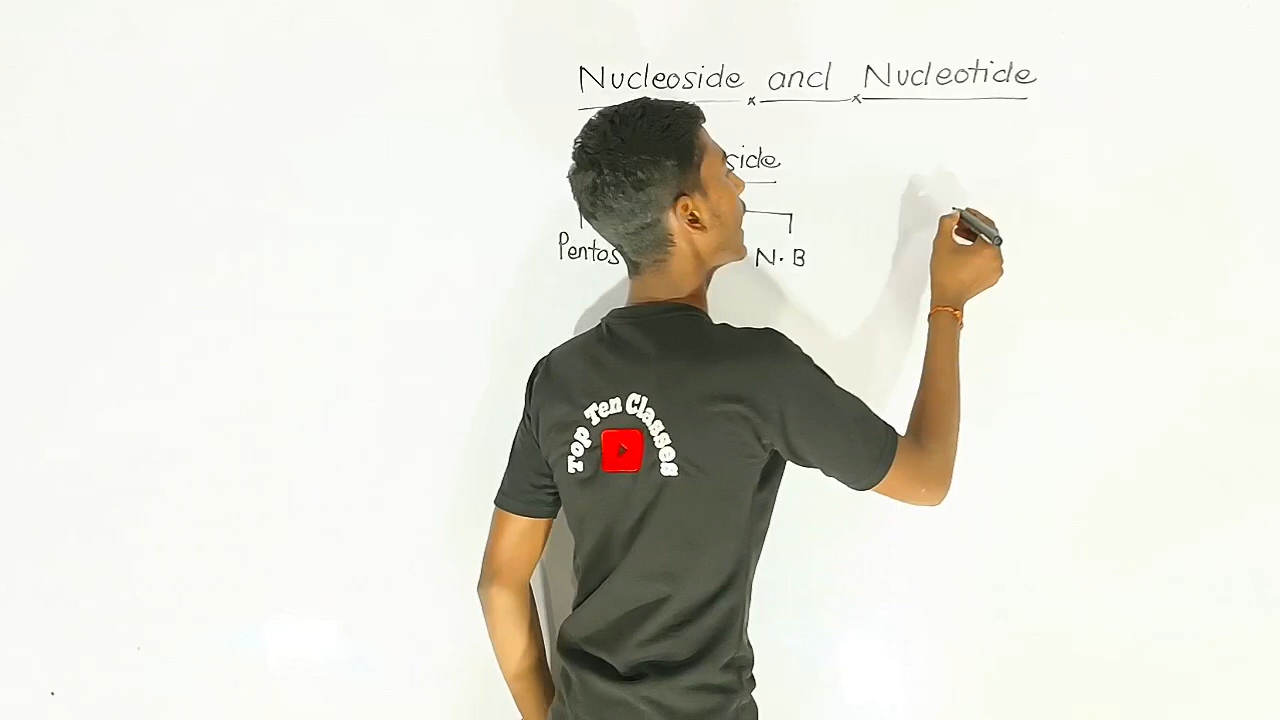 Nucleoside and Nucleotide
side
Pentos N.B
Top Ten Classes